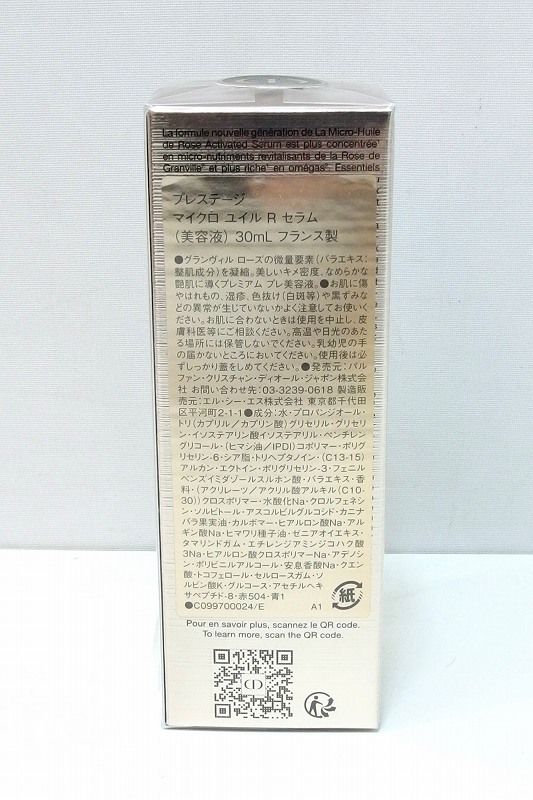 La formule nouvelle génération de La Micro-Huile
de Rose Activated Serum est plus concentrée
en micro-nutriments revitalisants de la Rose de
Granville et plus riche en omégas. Essentiels
プレステージ
マイクロ ユイル R セラム
(美容液) 30mL フランス製
●グランヴィル ローズの微量要素(バラエキス:
整肌成分)を凝縮。美しいキメ密度、なめらかな
艶肌に導くプレミアム プレ美容液。●お肌に傷
やはれもの、湿疹、色抜け(白斑等)や黒ずみな
どの異常が生じていないかよく注意してお使いく
ださい。お肌に合わないときは使用を中止し、皮
膚科医等にご相談ください。高温や日光のあた
る場所には保管しないでください。乳幼児の手
の届かないところにおいてください。使用後は必
ずしっかり蓋をしめてください。●発売元:パル
ファン・クリスチャン・ディオール・ジャポン株式会
社 お問い合わせ先:03-3239-0618 製造販
売元:エル・シー・エス株式会社 東京都千代田
区平河町2-1-1●成分:水・プロパンジオール・
トリ(カプリル/カプリン酸)グリセリル・グリセリ
ン・イソステアリン酸イソステアリル・ペンチレン
グリコール・(ヒマシ油/IPDI)コポリマー・ポリグ
リセリン-6・シア脂・トリヘプタノイン・(C13-15)
アルカン・エクトイン・ポリグリセリン-3・フェニル
ベンズイミダゾールスルホン酸・バラエキス・香
料・(アクリレーツ/アクリル酸アルキル(C10-
30))クロスポリマー・水酸化Na・クロルフェネシ
ン・ソルビトール・アスコルビルグルコシド・カニナ
バラ果実油・カルボマー・ヒアルロン酸Na・アル
ギン酸Na・ヒマワリ種子油・ゼニアオイエキス・
タマリンドガム・エチレンジアミンジコハク酸
3Na・ヒアルロン酸クロスポリマーNa・アデノシ
ン・ポリビニルアルコール・安息香酸Na・クエン
酸・トコフェロール・セルロースガム・ソ
ルビン酸K・グルコース・アセチルヘキ
サペプチド-8・赤504・青1
●C099700024/E A1
紙
Pour en savoir plus, scannez le QR code.
To learn more, scan the QR code.
CD